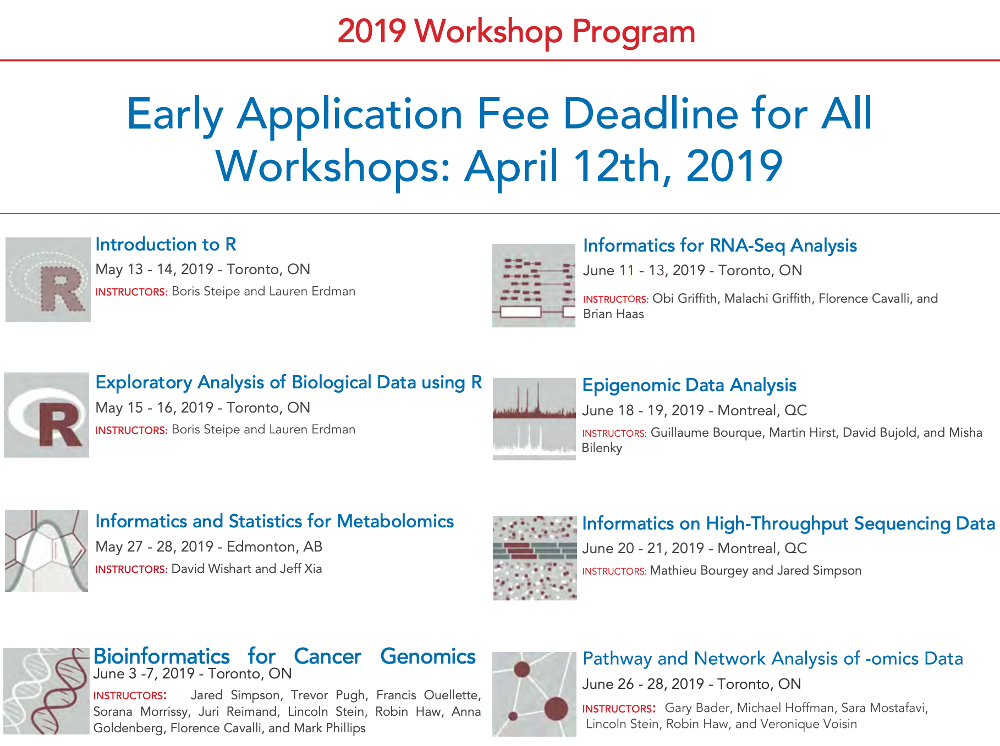 2019 Workshop Program
Early Application Fee Deadline for All
Workshops: April 12th, 2019
Introduction to R
May 13 - 14, 2019 - Toronto, ON
INSTRUCTORS: Boris Steipe and Lauren Erdman
Exploratory Analysis of Biological Data using R
May 15 - 16, 2019 - Toronto, ON
INSTRUCTORS: Boris Steipe and Lauren Erdman
Informatics and Statistics for Metabolomics
May 27 - 28, 2019 - Edmonton, AB
INSTRUCTORS: David Wishart and Jeff Xia
Bioinformatics for Cancer Genomics
June 3 -7, 2019 - Toronto, ON
INSTRUCTORS: Jared Simpson, Trevor Pugh, Francis Ouellette,
Sorana Morrissy, Juri Reimand, Lincoln Stein, Robin Haw, Anna
Goldenberg, Florence Cavalli, and Mark Phillips
Informatics for RNA-Seq Analysis
June 11 - 13, 2019 - Toronto, ON
INSTRUCTORS: Obi Griffith, Malachi Griffith, Florence Cavalli, and
Brian Haas
Epigenomic Data Analysis
June 18 - 19, 2019 - Montreal, QC
INSTRUCTORS: Guillaume Bourque, Martin Hirst, David Bujold, and Misha
Bilenky
Informatics on High-Throughput Sequencing Data
June 20 - 21, 2019 - Montreal, QC
INSTRUCTORS: Mathieu Bourgey and Jared Simpson
Pathway and Network Analysis of -omics Data
June 26 - 28, 2019 - Toronto, ON
INSTRUCTORS: Gary Bader, Michael Hoffman, Sara Mostafavi,
Lincoln Stein, Robin Haw, and Veronique Voisin
R
R